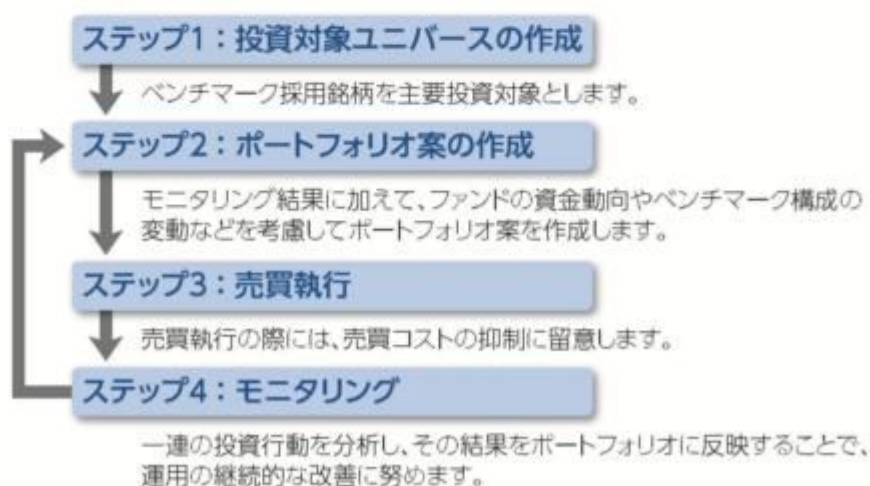 ステップ1：投資対象ユニバースの作成
ベンチマーク採用銘柄を主要投資対象とします。
ステップ2：ポートフォリオ案の作成
モニタリング結果に加えて、ファンドの資金動向やベンチマーク構成の
変動などを考慮してポートフォリオ案を作成します。
ステップ3：売買執行
売買執行の際には、売買コストの抑制に留意します。
ステップ4：モニタリング
一連の投資行動を分析し、その結果をポートフォリオに反映することで、
運用の継続的な改善に努めます。